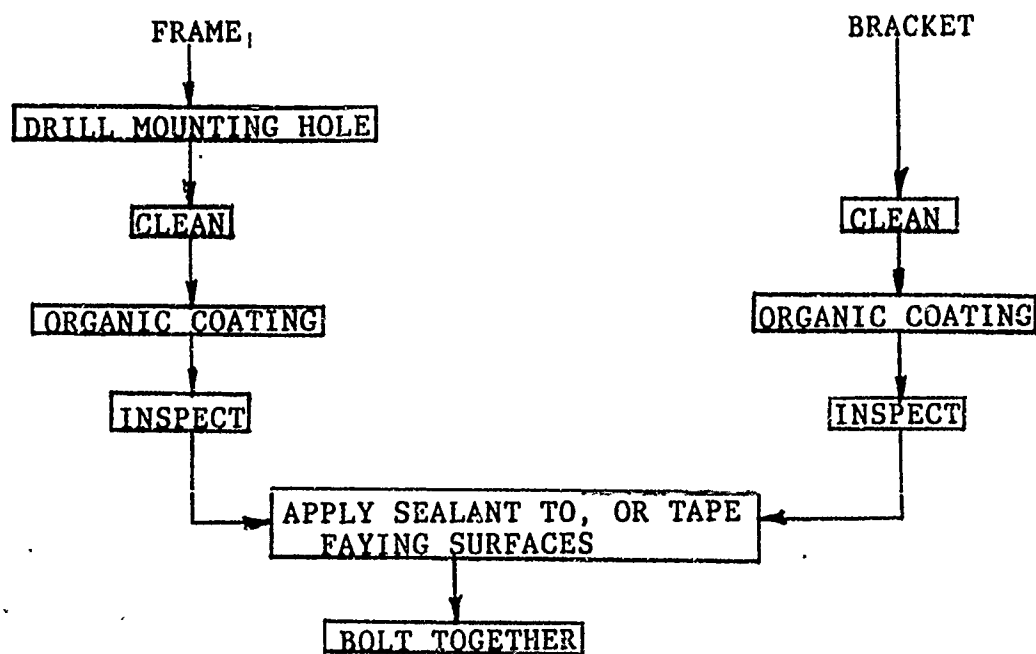 FRAME
BRACKET
DRILL MOUNTING HOLE
CLEAN
CLEAN
ORGANIC COATING
ORGANIC COATING
INSPECT
INSPECT
APPLY SEALANT TO, OR TAPE
FAYING SURFACES
BOLT TOGETHER